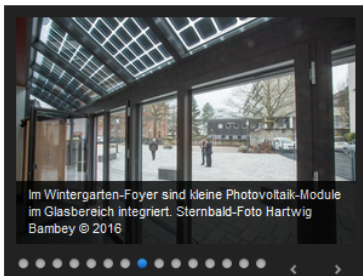 Im Wintergarten-Foyer sind kleine Photovoltaik-Module
im Glasbereich integriert. Sternbald-Foto Hartwig
Bambey © 2016